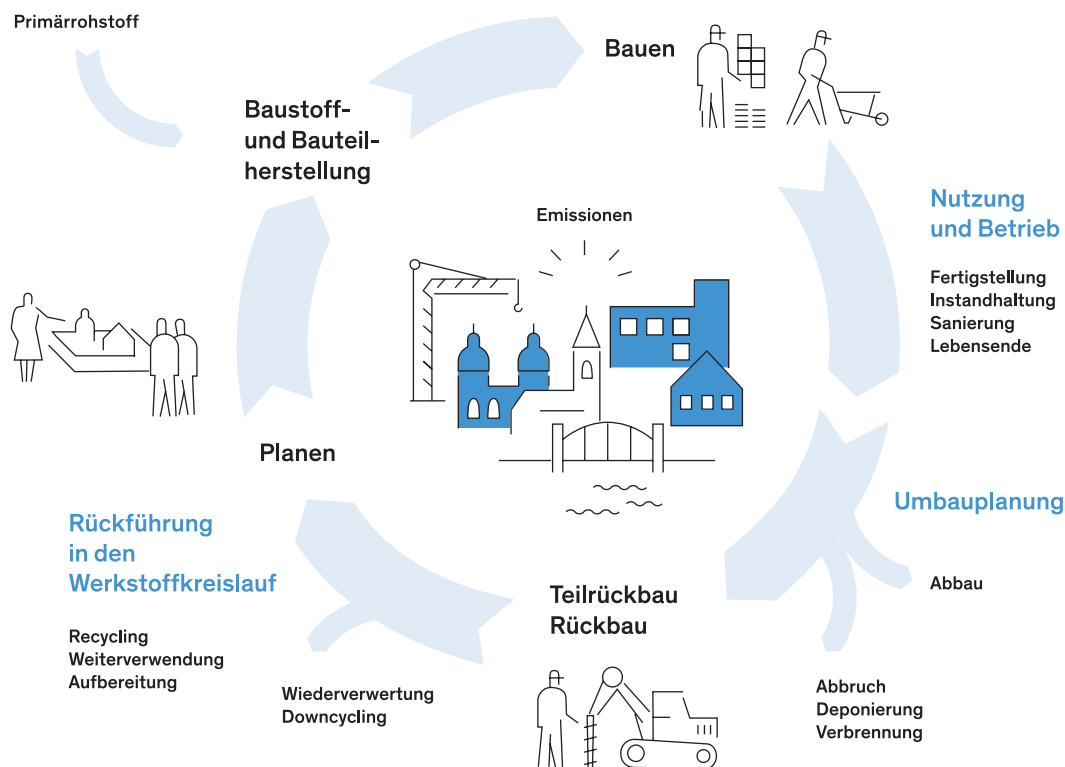 Primärrohstoff
Bauen
Baustoff-
und Bauteil-
herstellung
Nutzung
und Betrieb
Fertigstellung
Instandhaltung
Sanierung
Lebensende
Emissionen
Planen
Umbauplanung
Abbau
Rückführung
in den
Werkstoffkreislauf
Recycling
Weiterverwendung
Aufbereitung
Wiederverwertung
Downcycling
Teilrückbau
Rückbau
Abbruch
Deponierung
Verbrennung